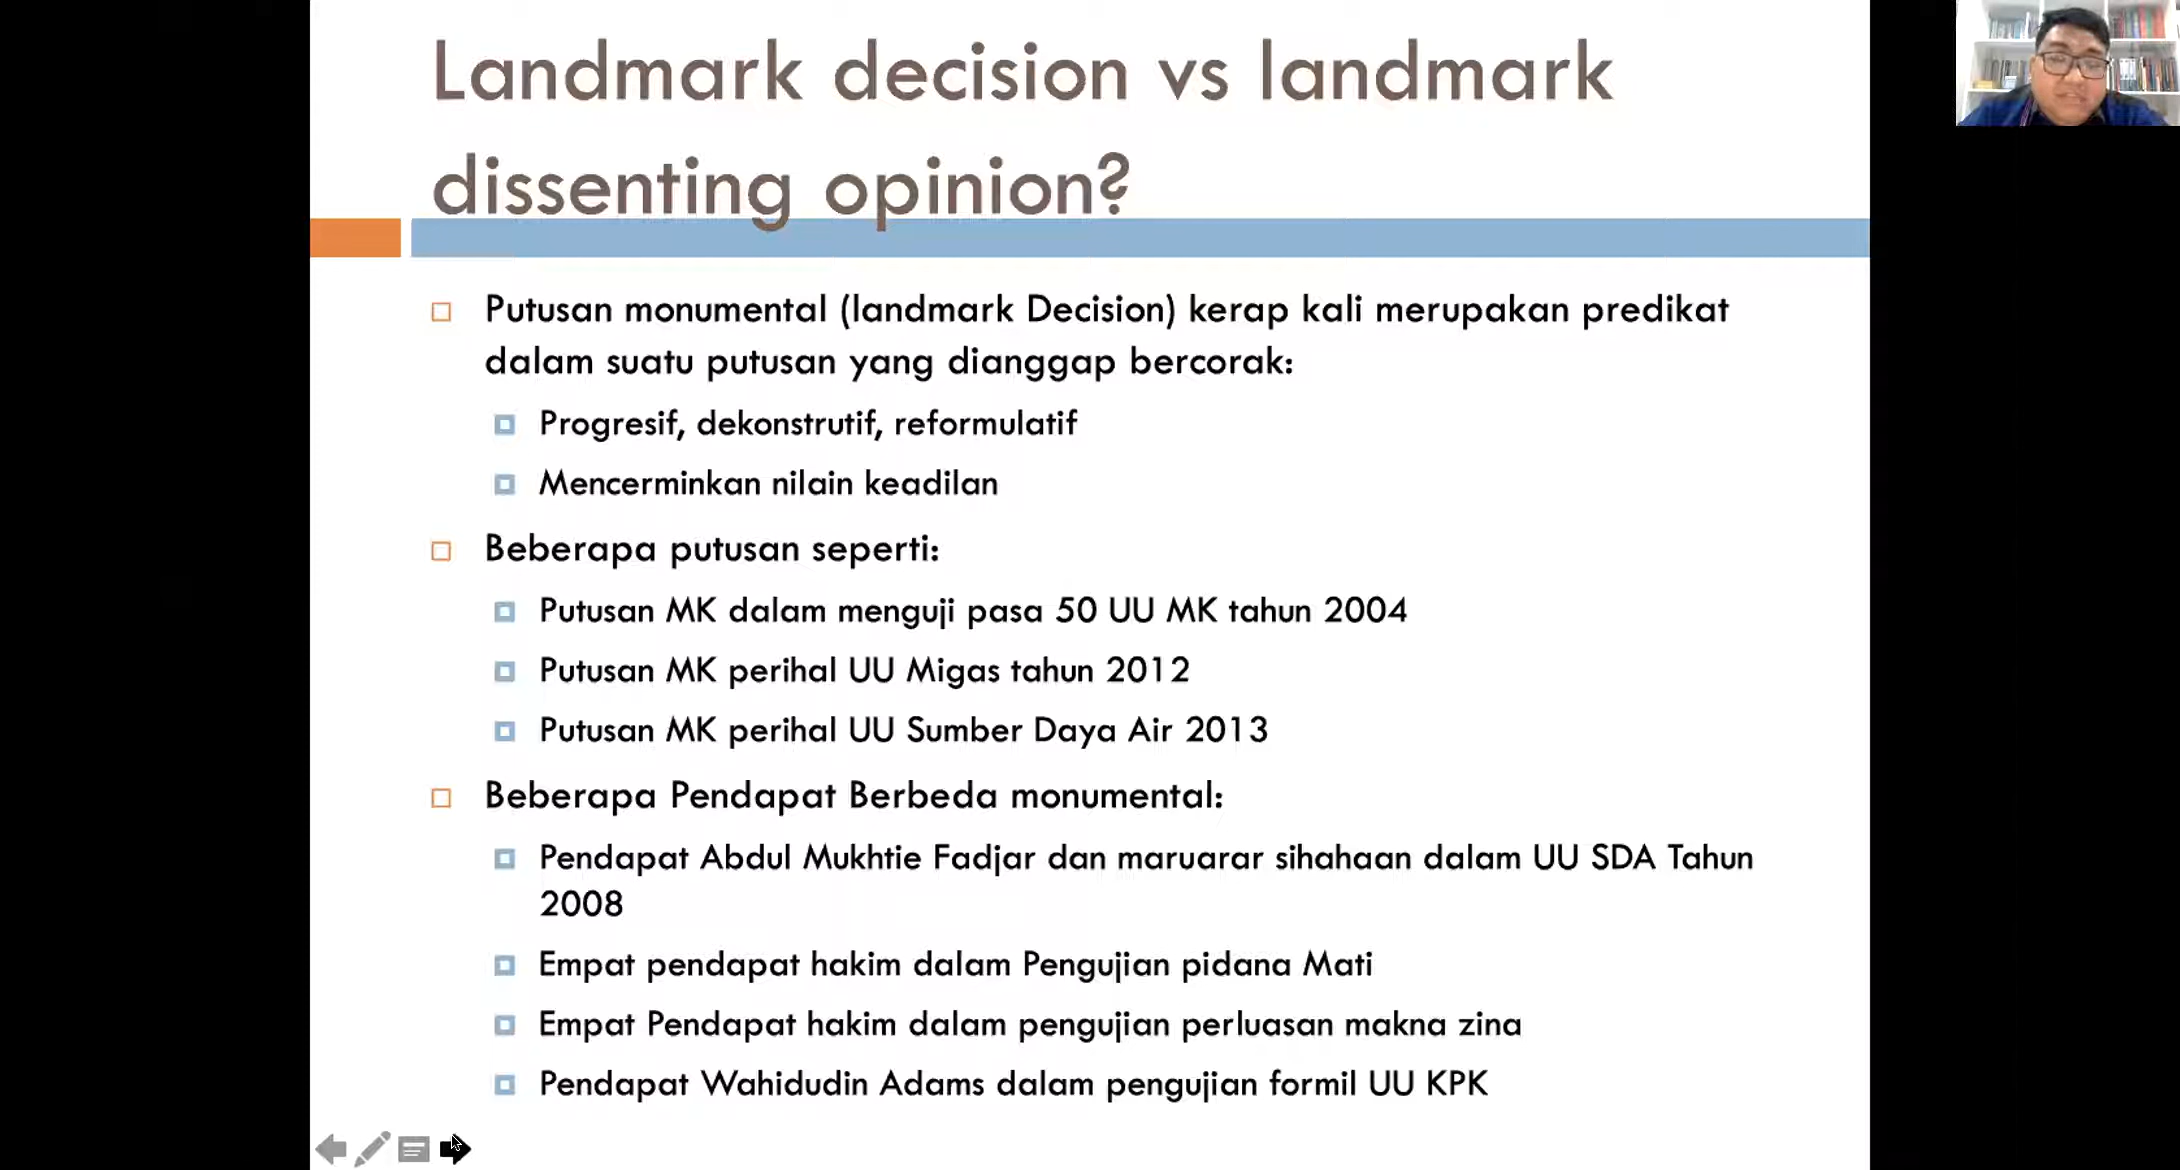 Landmark decision vs landmark
dissenting opinion?
Putusan monumental (landmark Decision) kerap kali merupakan predikat
dalam suatu putusan yang dianggap bercorak:
Progresif, dekonstrutif, reformulatif
Mencerminkan nilain keadilan
Beberapa putusan seperti:
Putusan MK dalam menguji pasa 50 UU MK tahun 2004
Putusan MK perihal UU Migas tahun 2012
Putusan MK perihal UU Sumber Daya Air 2013
Beberapa Pendapat Berbeda monumental:
Pendapat Abdul Mukhtie Fadjar dan maruarar sihahaan dalam UU SDA Tahun
2008
Empat pendapat hakim dalam Pengujian pidana Mati
Empat Pendapat hakim dalam pengujian perluasan makna zina
Pendapat Wahidudin Adams dalam pengujian formil UU KPK